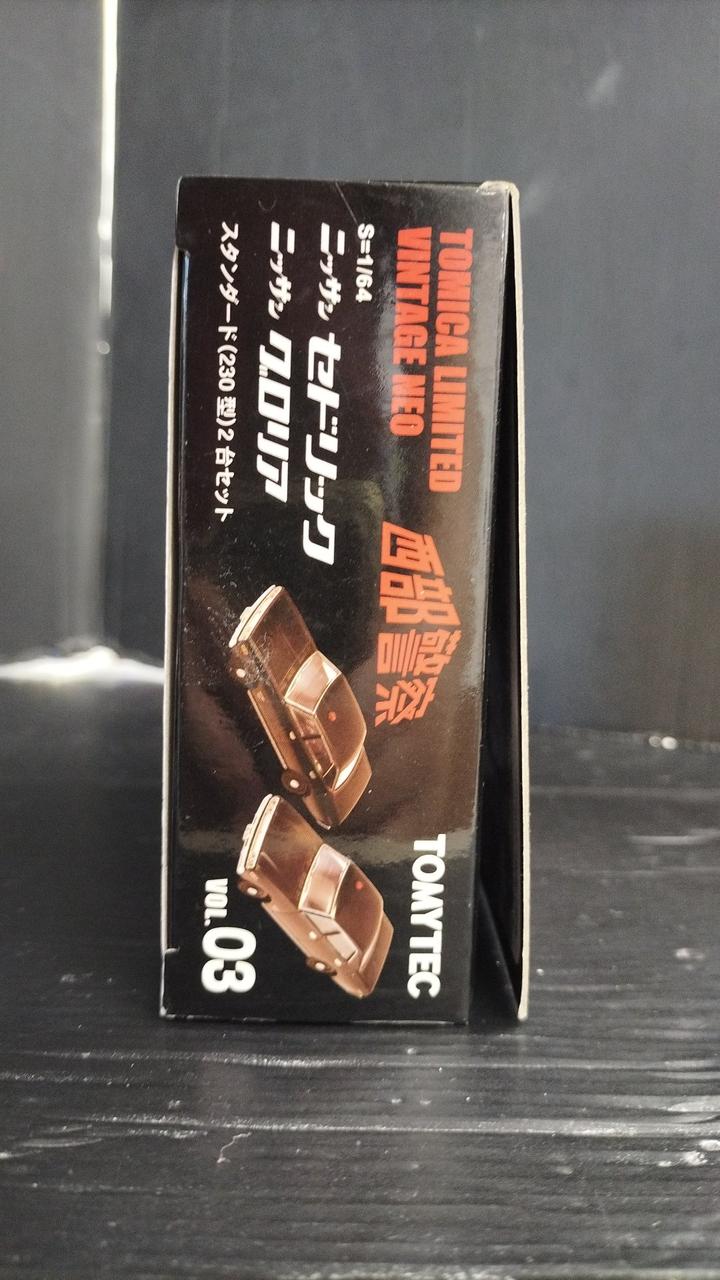 TOMICA LIMITED
VINTAGE NEO
西部警察
TOMYTEC
S=1/64
ニッサン セドリック
ニッサン グロリア
スタンダード(230型)2台セット
VOL.03